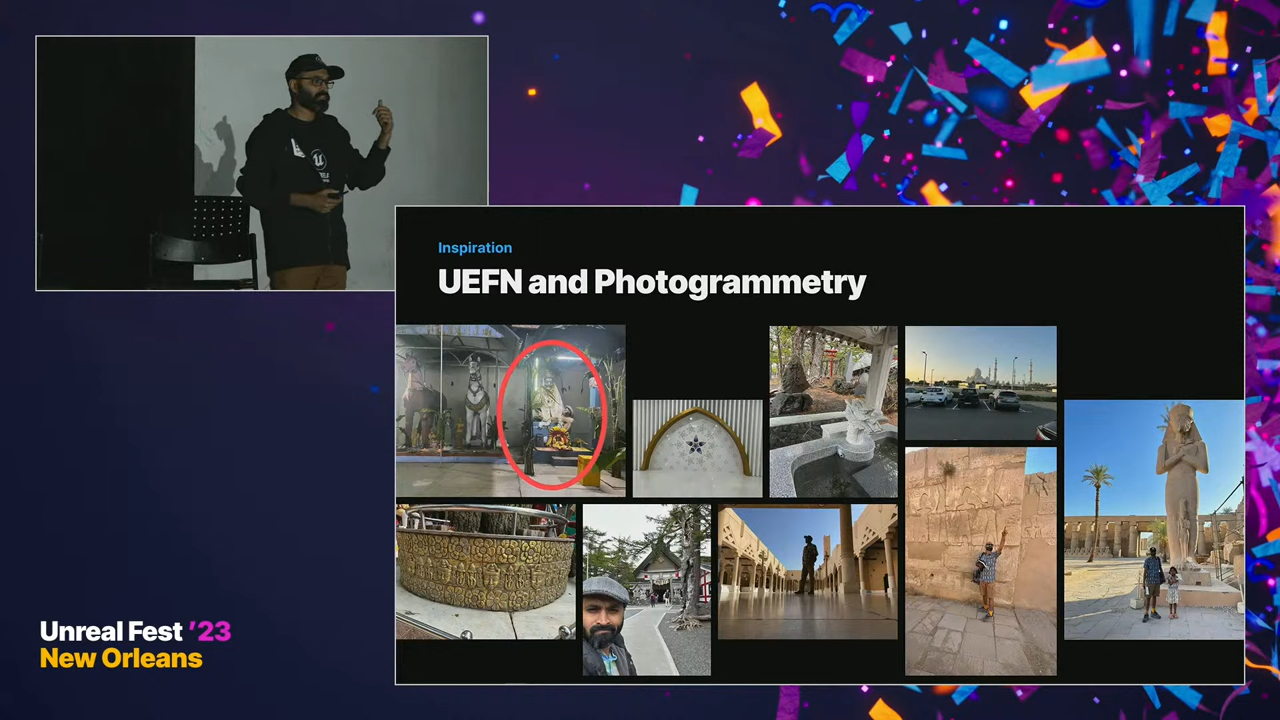 Inspiration
UEFN and Photogrammetry
Unreal Fest '23
New Orleans